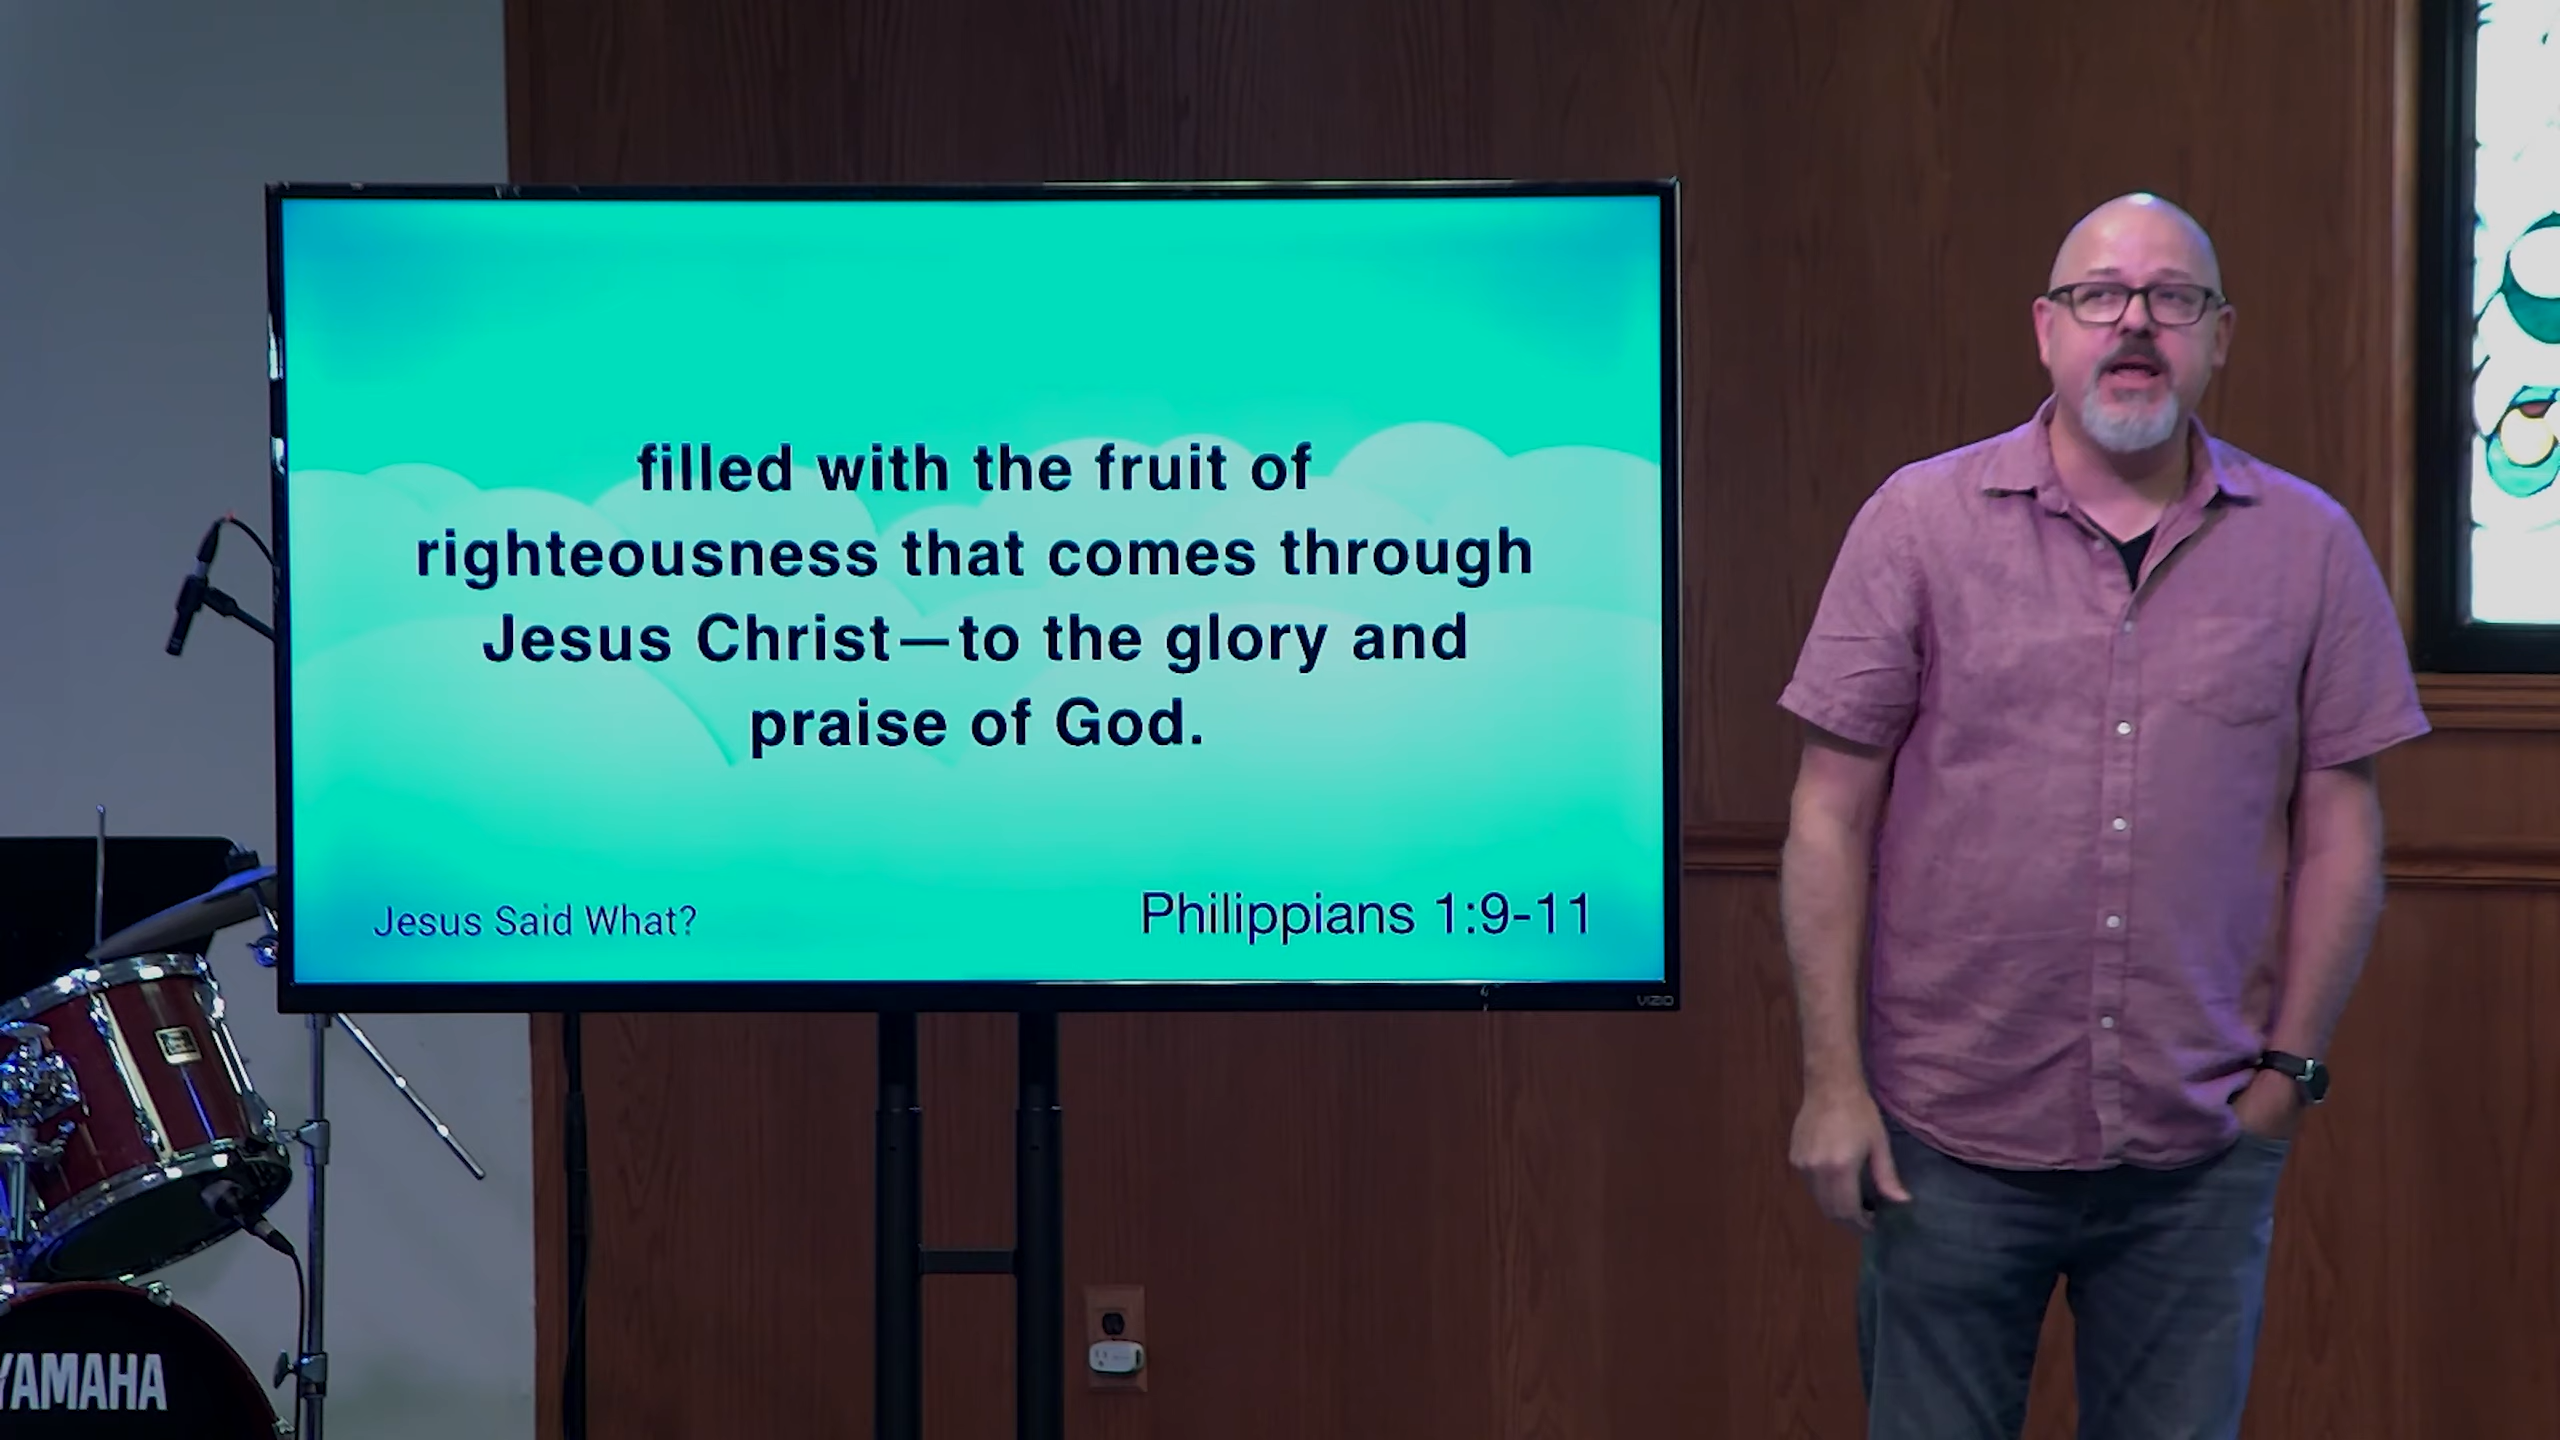 filled with the fruit of
righteousness that comes through
Jesus Christ—to the glory and
praise of God.
Jesus Said What?
Philippians 1:9-11
VIZIO
YAMAHA